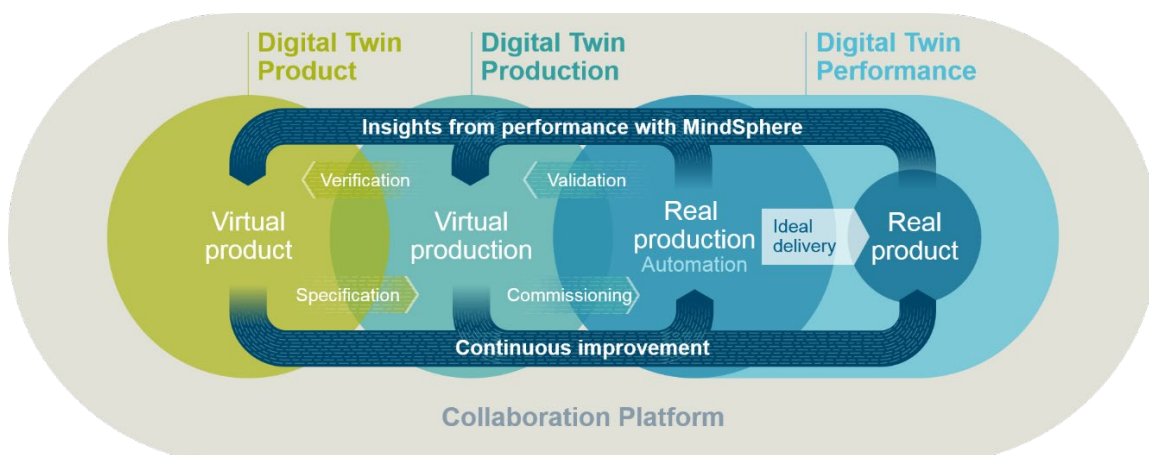 Digital Twin
Product
Digital Twin
Production
Digital Twin
Performance
Insights from performance with MindSphere
Verification
Validation
Virtual
product
Virtual
production
Real
production
Automation
Ideal
delivery
Real
product
Specification
Commissioning
Continuous improvement
Collaboration Platform